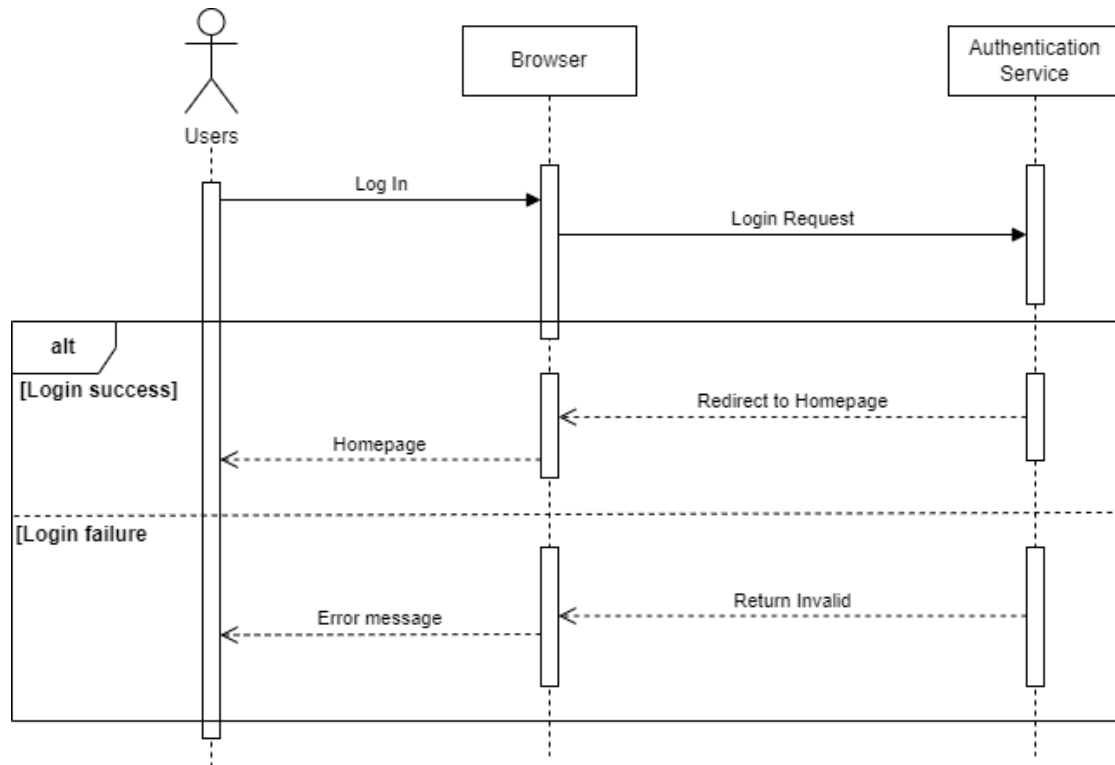 Users
Browser
Authentication
Service
Log In
Login Request
alt
[Login success]
Redirect to Homepage
Homepage
[Login failure
Return Invalid
Error message